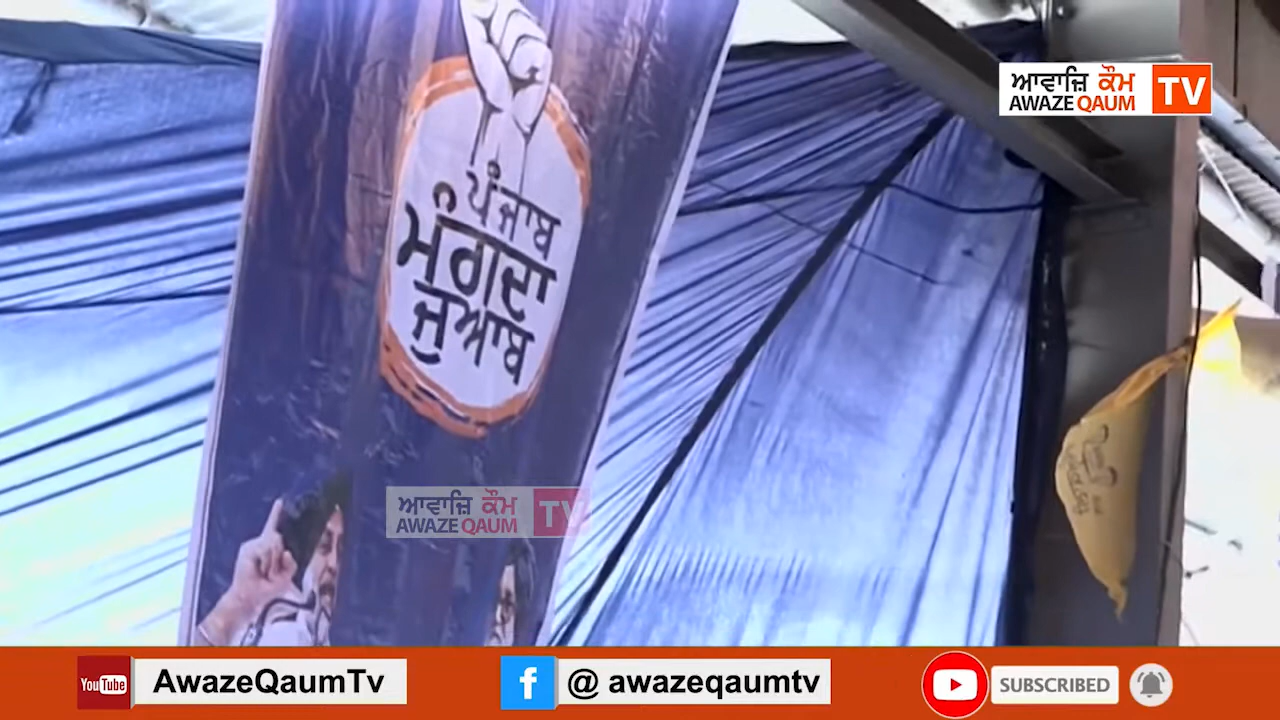 ਆਵਾਜ਼ਿ ਕੌਮ
AWAZE QAUM TV
ਪੰਜਾਬ
ਮੰਗਦਾ
ਜੁਆਬ
ਆਵਾਜ਼ਿ ਕੌਮ
AWAZE QAUM TV
YouTube AwazeQaumTv
f @ awazeqaumtv
SUBSCRIBED